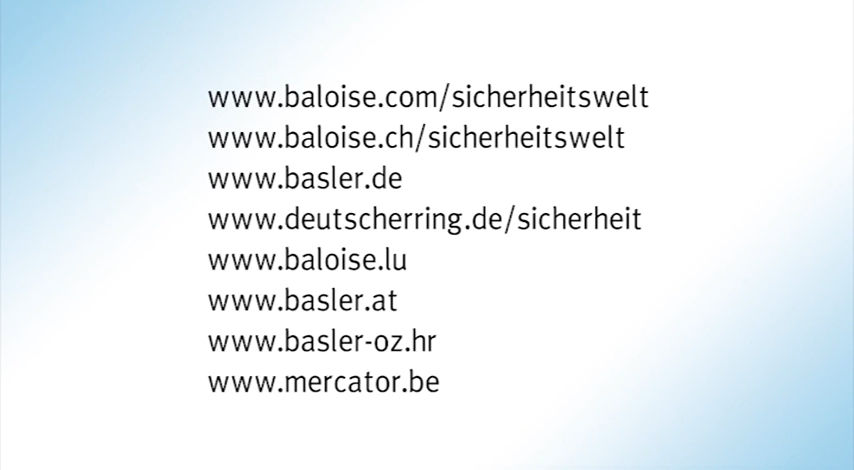 www.baloise.com/sicherheitswelt
www.baloise.ch/sicherheitswelt
www.basler.de
www.deutscherring.de/sicherheit
www.baloise.lu
www.basler.at
www.basler-oz.hr
www.mercator.be